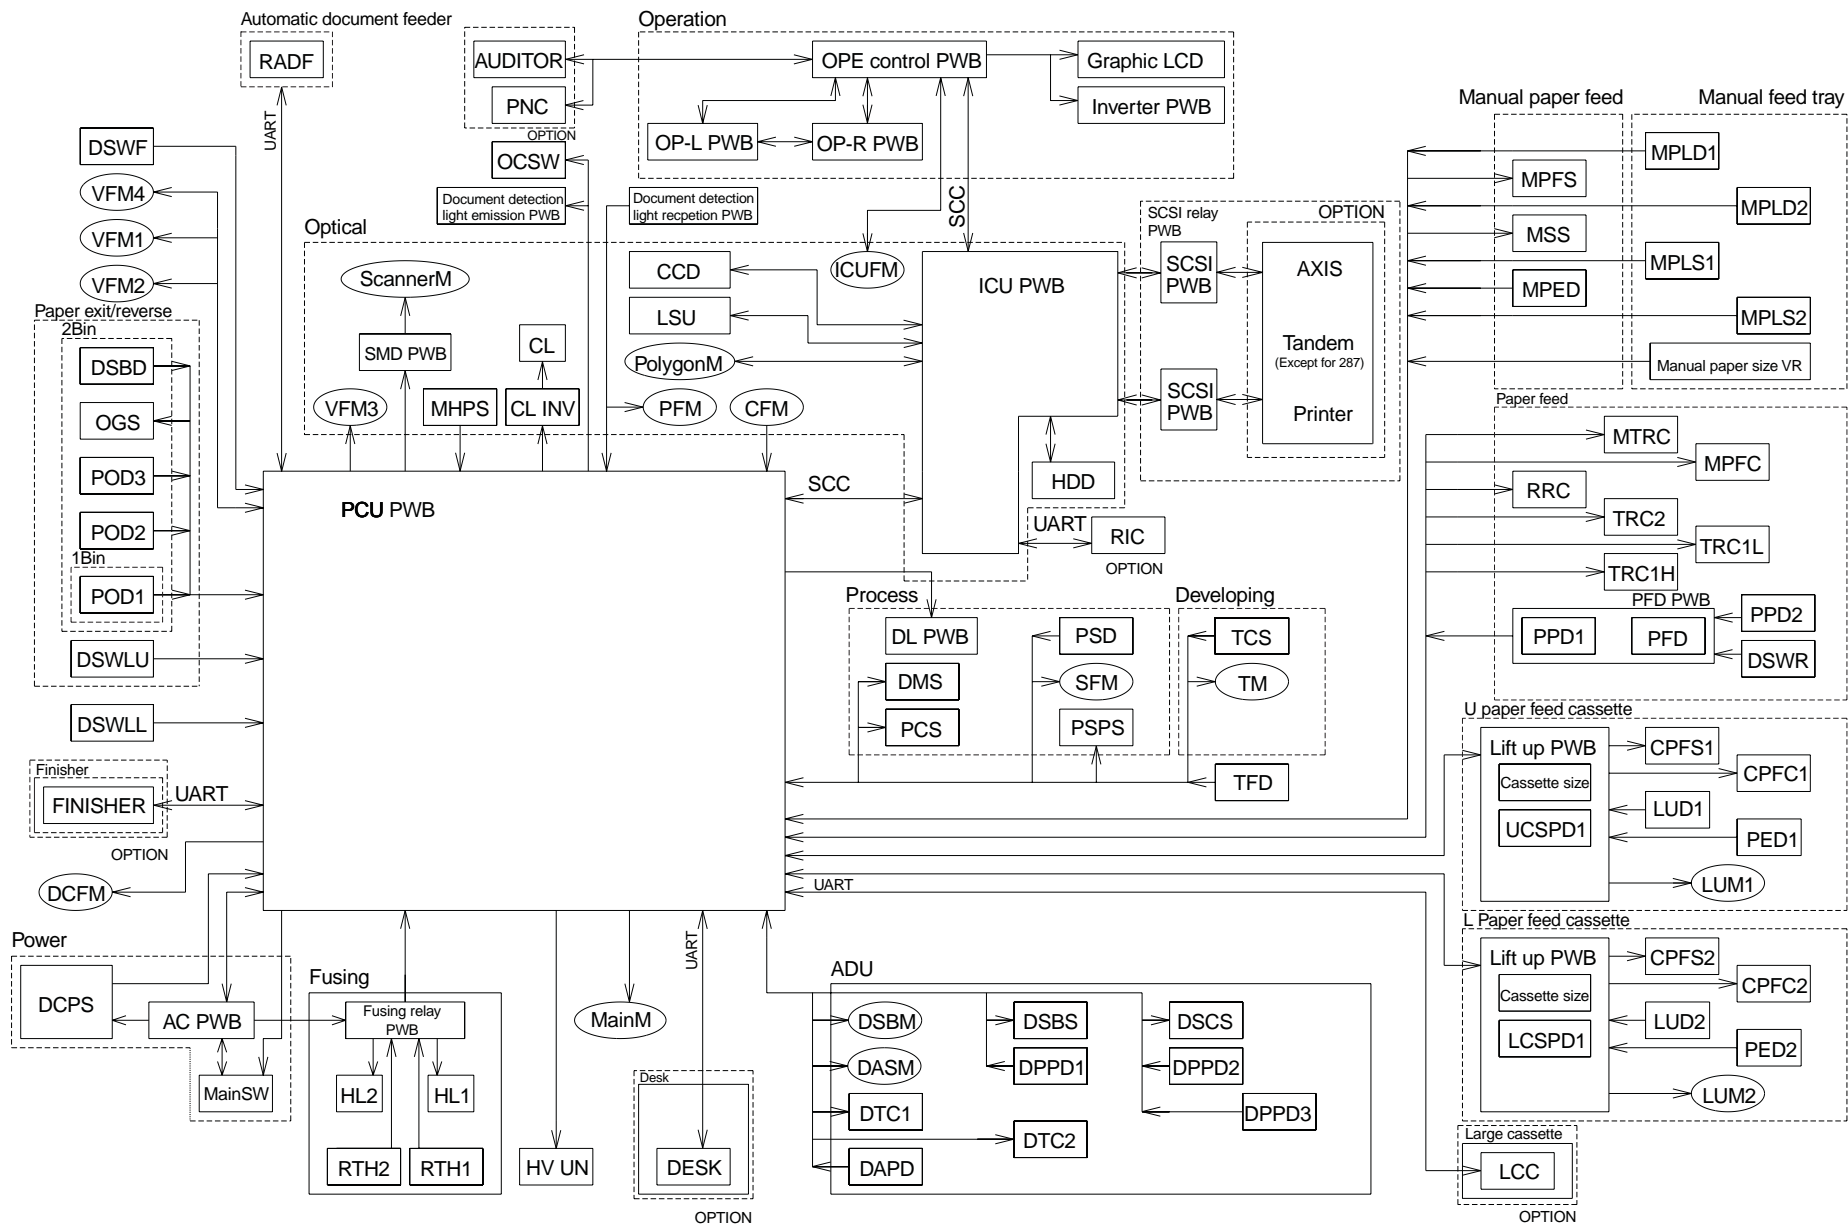 Automatic document feeder
RADF
UART
AUDITOR
PNC
OPTION
OCSW
Document detection
light emission PWB
Operation
OPE control PWB
Graphic LCD
Inverter PWB
OP-L PWB
OP-R PWB
Document detection
light recpetion PWB
SCC
DSWF
VFM4
VFM1
VFM2
Paper exit/reverse
2Bin
DSBD
OGS
POD3
POD2
1Bin
POD1
DSWLU
DSWLL
Finisher
FINISHER
UART
OPTION
DCFM
Optical
ScannerM
SMD PWB
CL
VFM3
MHPS
CL INV
CCD
LSU
PolygonM
PFM
CFM
ICUFM
ICU PWB
HDD
SCSI relay
PWB
OPTION
SCSI
PWB
SCSI
PWB
AXIS
Tandem
(Except for 287)
Printer
PCU PWB
SCC
UART
RIC
OPTION
Manual paper feed
MPFS
MSS
MPED
Manual feed tray
MPLD1
MPLD2
MPLS1
MPLS2
Manual paper size VR
Paper feed
MTRC
MPFC
RRC
TRC2
TRC1L
TRC1H
PFD PWB
PPD1
PFD
PPD2
DSWR
Process
DL PWB
PSD
DMS
SFM
PCS
PSPS
Developing
TCS
TM
TFD
U paper feed cassette
Lift up PWB
Cassette size
UCSPD1
CPFS1
CPFC1
LUD1
PED1
LUM1
UART
L Paper feed cassette
Lift up PWB
Cassette size
LCSPD1
CPFS2
CPFC2
LUD2
PED2
LUM2
Large cassette
LCC
OPTION
Power
DCPS
AC PWB
MainSW
Fusing
Fusing relay
PWB
HL2
HL1
RTH2
RTH1
HV UN
MainM
UART
Desk
DESK
OPTION
ADU
DSBM
DSBS
DSCS
DASM
DPPD1
DPPD2
DTC1
DPPD3
DTC2
DAPD